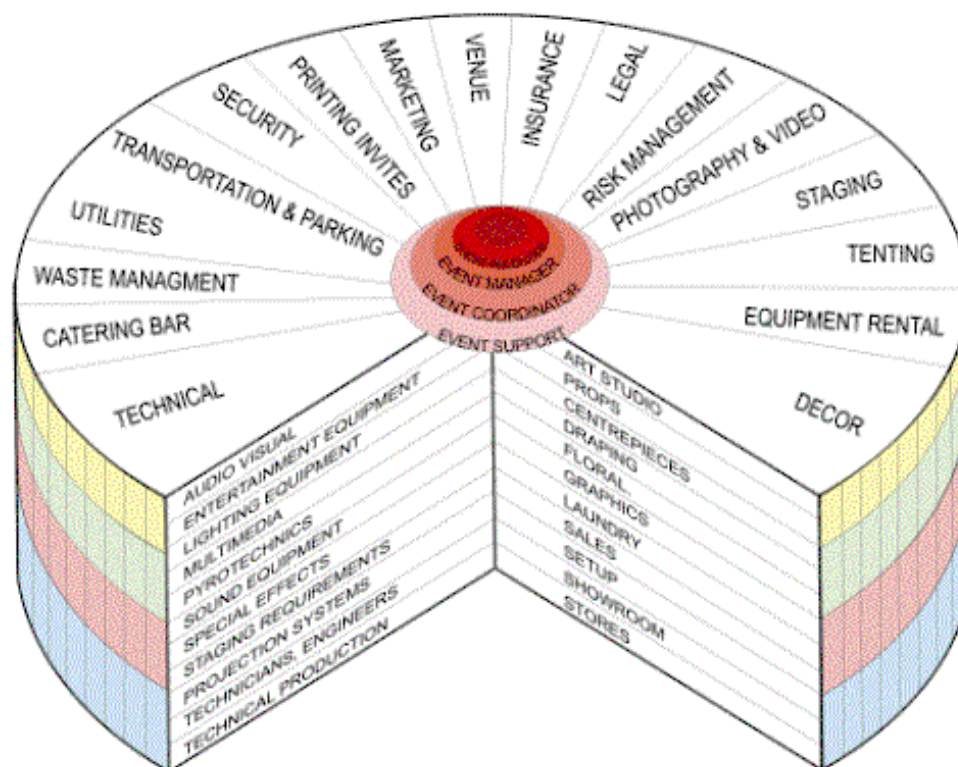 TECHNICAL
CATERING BAR
WASTE MANAGMENT
UTILITIES
TRANSPORTATION & PARKING
SECURITY
PRINTING INVITES
MARKETING
VENUE
INSURANCE
LEGAL
RISK MANAGEMENT
PHOTOGRAPHY & VIDEO
STAGING
TENTING
EQUIPMENT RENTAL
DECOR
EVENT MANAGER
EVENT COORDINATOR
EVENT SUPPORT
AUDIO VISUAL
ENTERTAINMENT EQUIPMENT
LIGHTING EQUIPMENT
MULTIMEDIA
PYROTECHNICS
SOUND EQUIPMENT
SPECIAL EFFECTS
STAGING REQUIREMENTS
PROJECTION SYSTEMS
TECHNICIANS, ENGINEERS
TECHNICAL PRODUCTION
ART STUDIO
PROPS
CENTREPIECES
DRAPING
FLORAL
GRAPHICS
LAUNDRY
SALES
SETUP
SHOWROOM
STORES